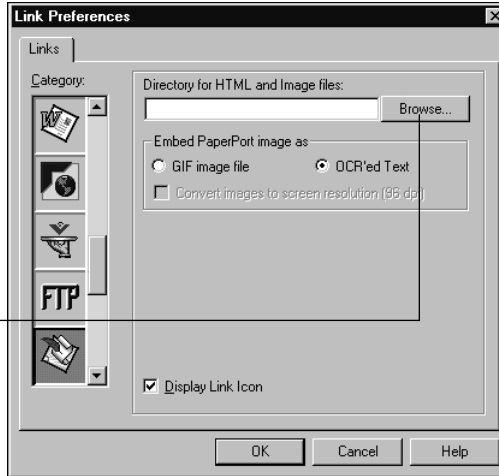 Link Preferences
Links
Category:
Directory for HTML and Image files:
Browse...
Embed PaperPort image as
GIF image file
OCR'ed Text
Convert images to screen resolution (96 dpi)
W
FTP
Display Link Icon
OK
Cancel
Help